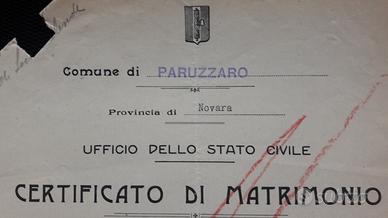 Comune di PARUZZARO
Provincia di Novara
UFFICIO DELLO STATO CIVILE
CERTIFICATO DI MATRIMONIO